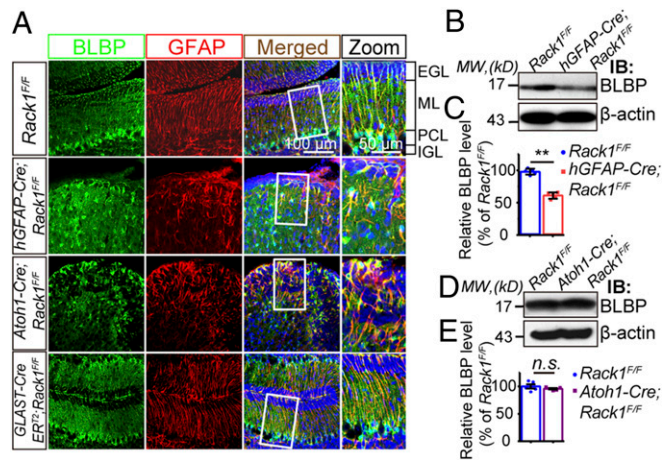 A
BLBP
GFAP
Merged
Zoom
Rack1F/F
hGFAP-Cre;
Rack1F/F
Atoh1-Cre;
Rack1F/F
GLAST-Cre
ERT2;Rack1F/F
EGL
ML
PCL
IGL
100 µm
50 µm
B
Rack1F/F
hGFAP-Cre;
Rack1F/F
MW,(kD)
IB:
17
BLBP
43
β-actin
C
Relative BLBP level
(% of Rack1F/F)
150
100
50
0
**
Rack1F/F
hGFAP-Cre;
Rack1F/F
D
Rack1F/F
Atoh1-Cre;
Rack1F/F
MW,(kD)
IB:
17
BLBP
43
β-actin
E
Relative BLBP level
(% of Rack1F/F)
150
100
50
0
n.s.
Rack1F/F
Atoh1-Cre;
Rack1F/F